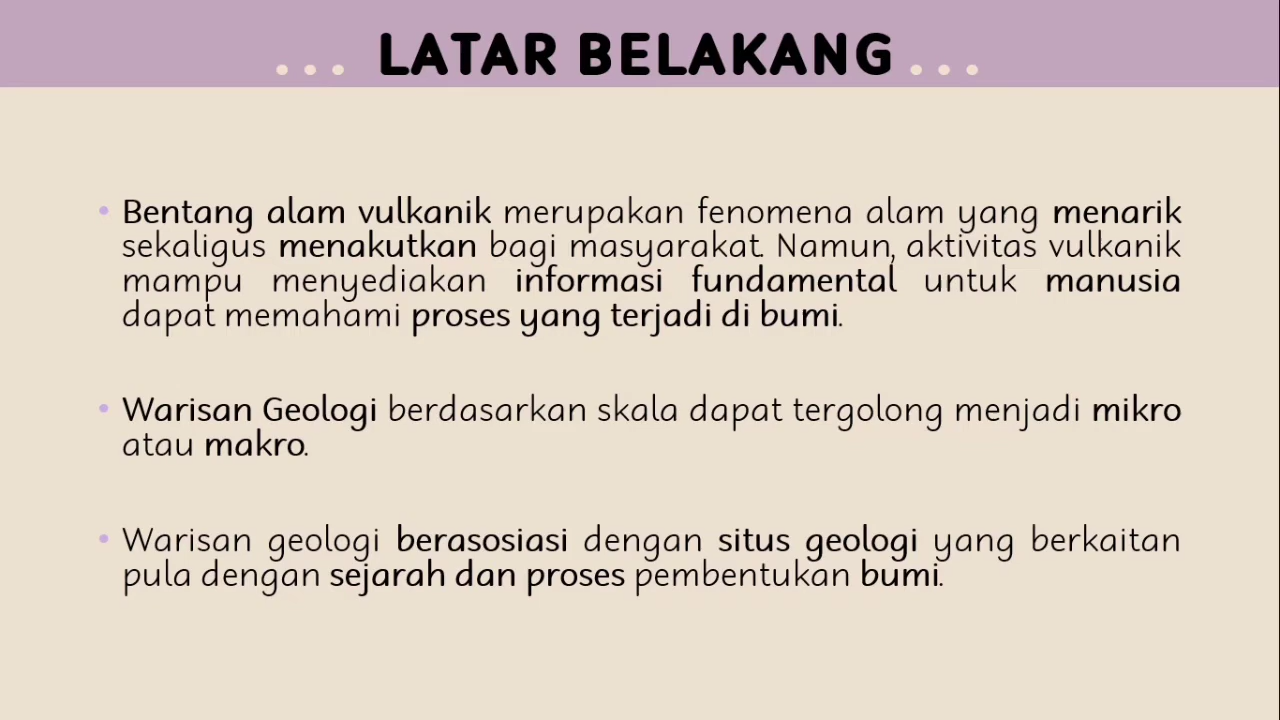 ... LATAR BELAKANG ...
• Bentang alam vulkanik merupakan fenomena alam yang menarik
sekaligus menakutkan bagi masyarakat. Namun, aktivitas vulkanik
mampu menyediakan informasi fundamental untuk manusia
dapat memahami proses yang terjadi di bumi.
• Warisan Geologi berdasarkan skala dapat tergolong menjadi mikro
atau makro.
• Warisan geologi berasosiasi dengan situs geologi yang berkaitan
pula dengan sejarah dan proses pembentukan bumi.